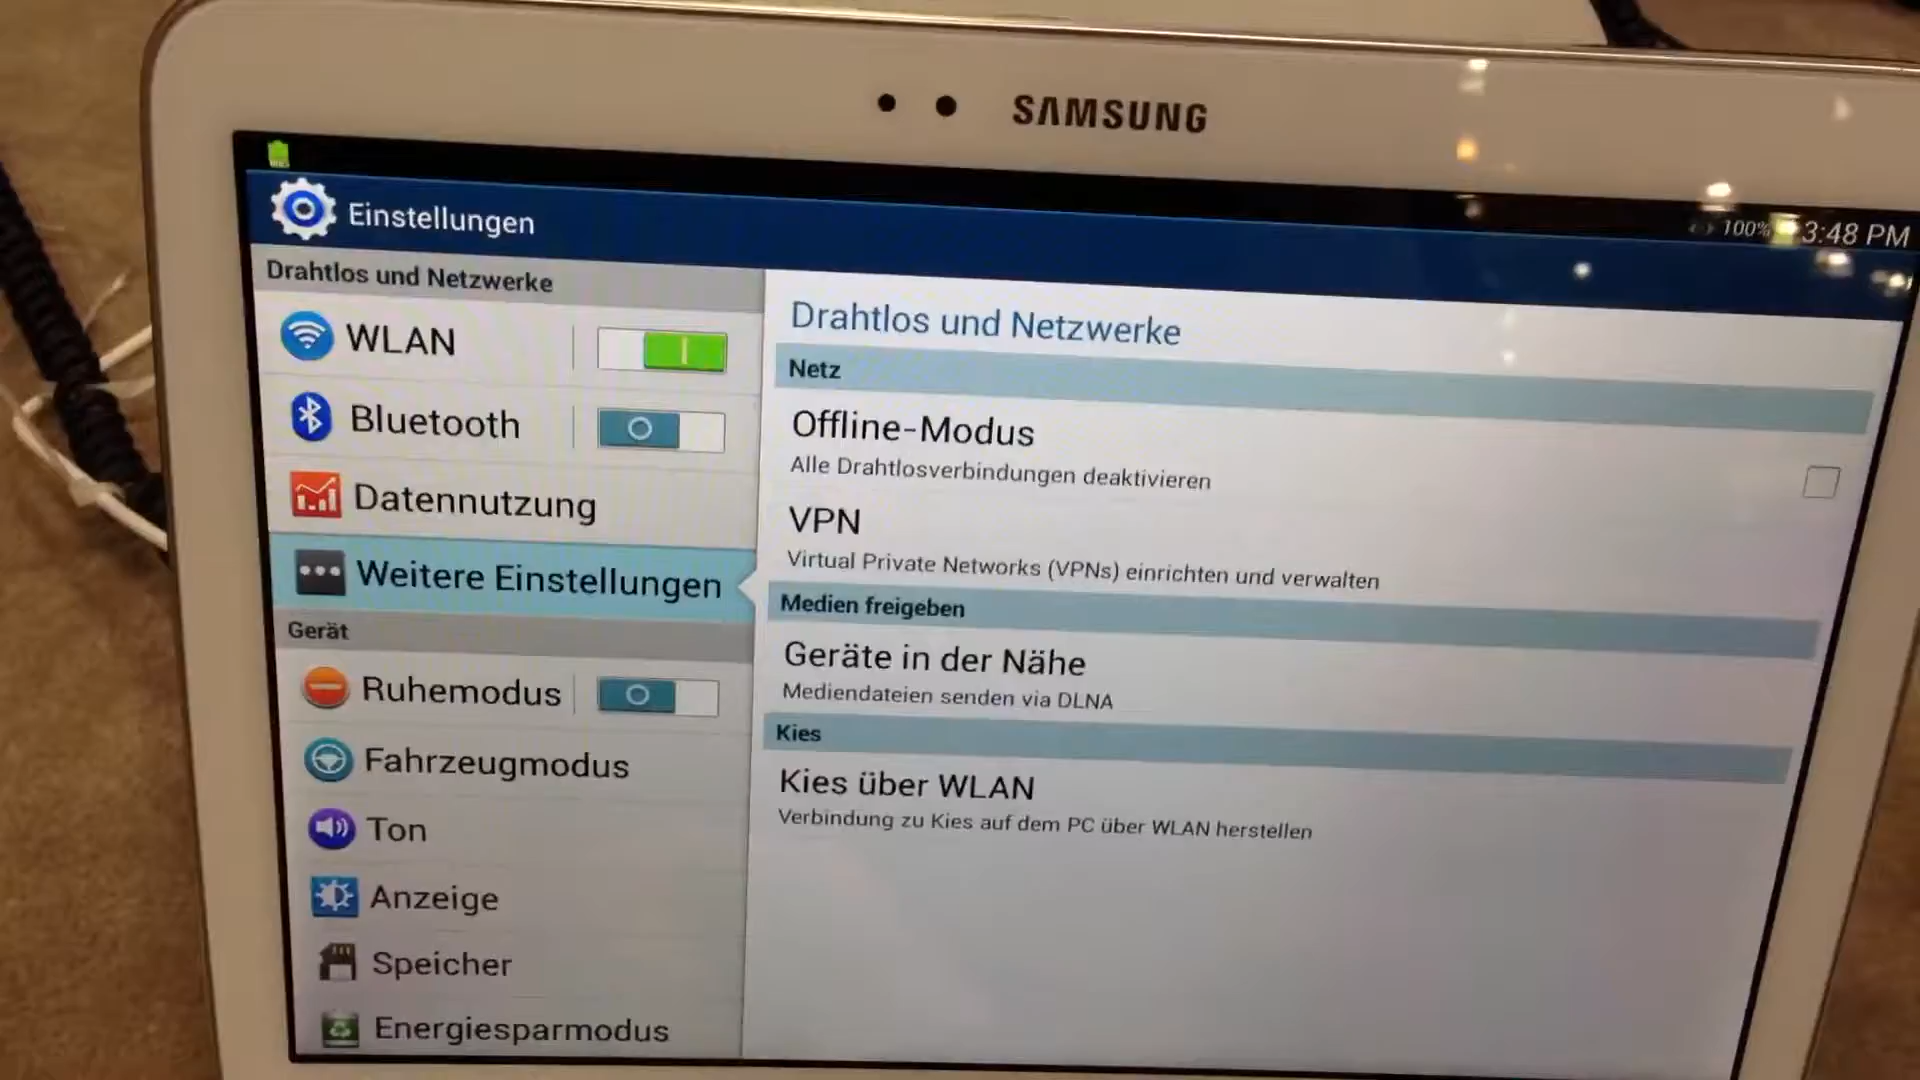 SAMSUNG
100% 3:48 PM
Einstellungen
Drahtlos und Netzwerke
WLAN
Bluetooth
Datennutzung
Weitere Einstellungen
Gerät
Ruhemodus
Fahrzeugmodus
Ton
Anzeige
Speicher
Energiesparmodus
Drahtlos und Netzwerke
Netz
Offline-Modus
Alle Drahtlosverbindungen deaktivieren
VPN
Virtual Private Networks (VPNs) einrichten und verwalten
Medien freigeben
Geräte in der Nähe
Mediendateien senden via DLNA
Kies
Kies über WLAN
Verbindung zu Kies auf dem PC über WLAN herstellen